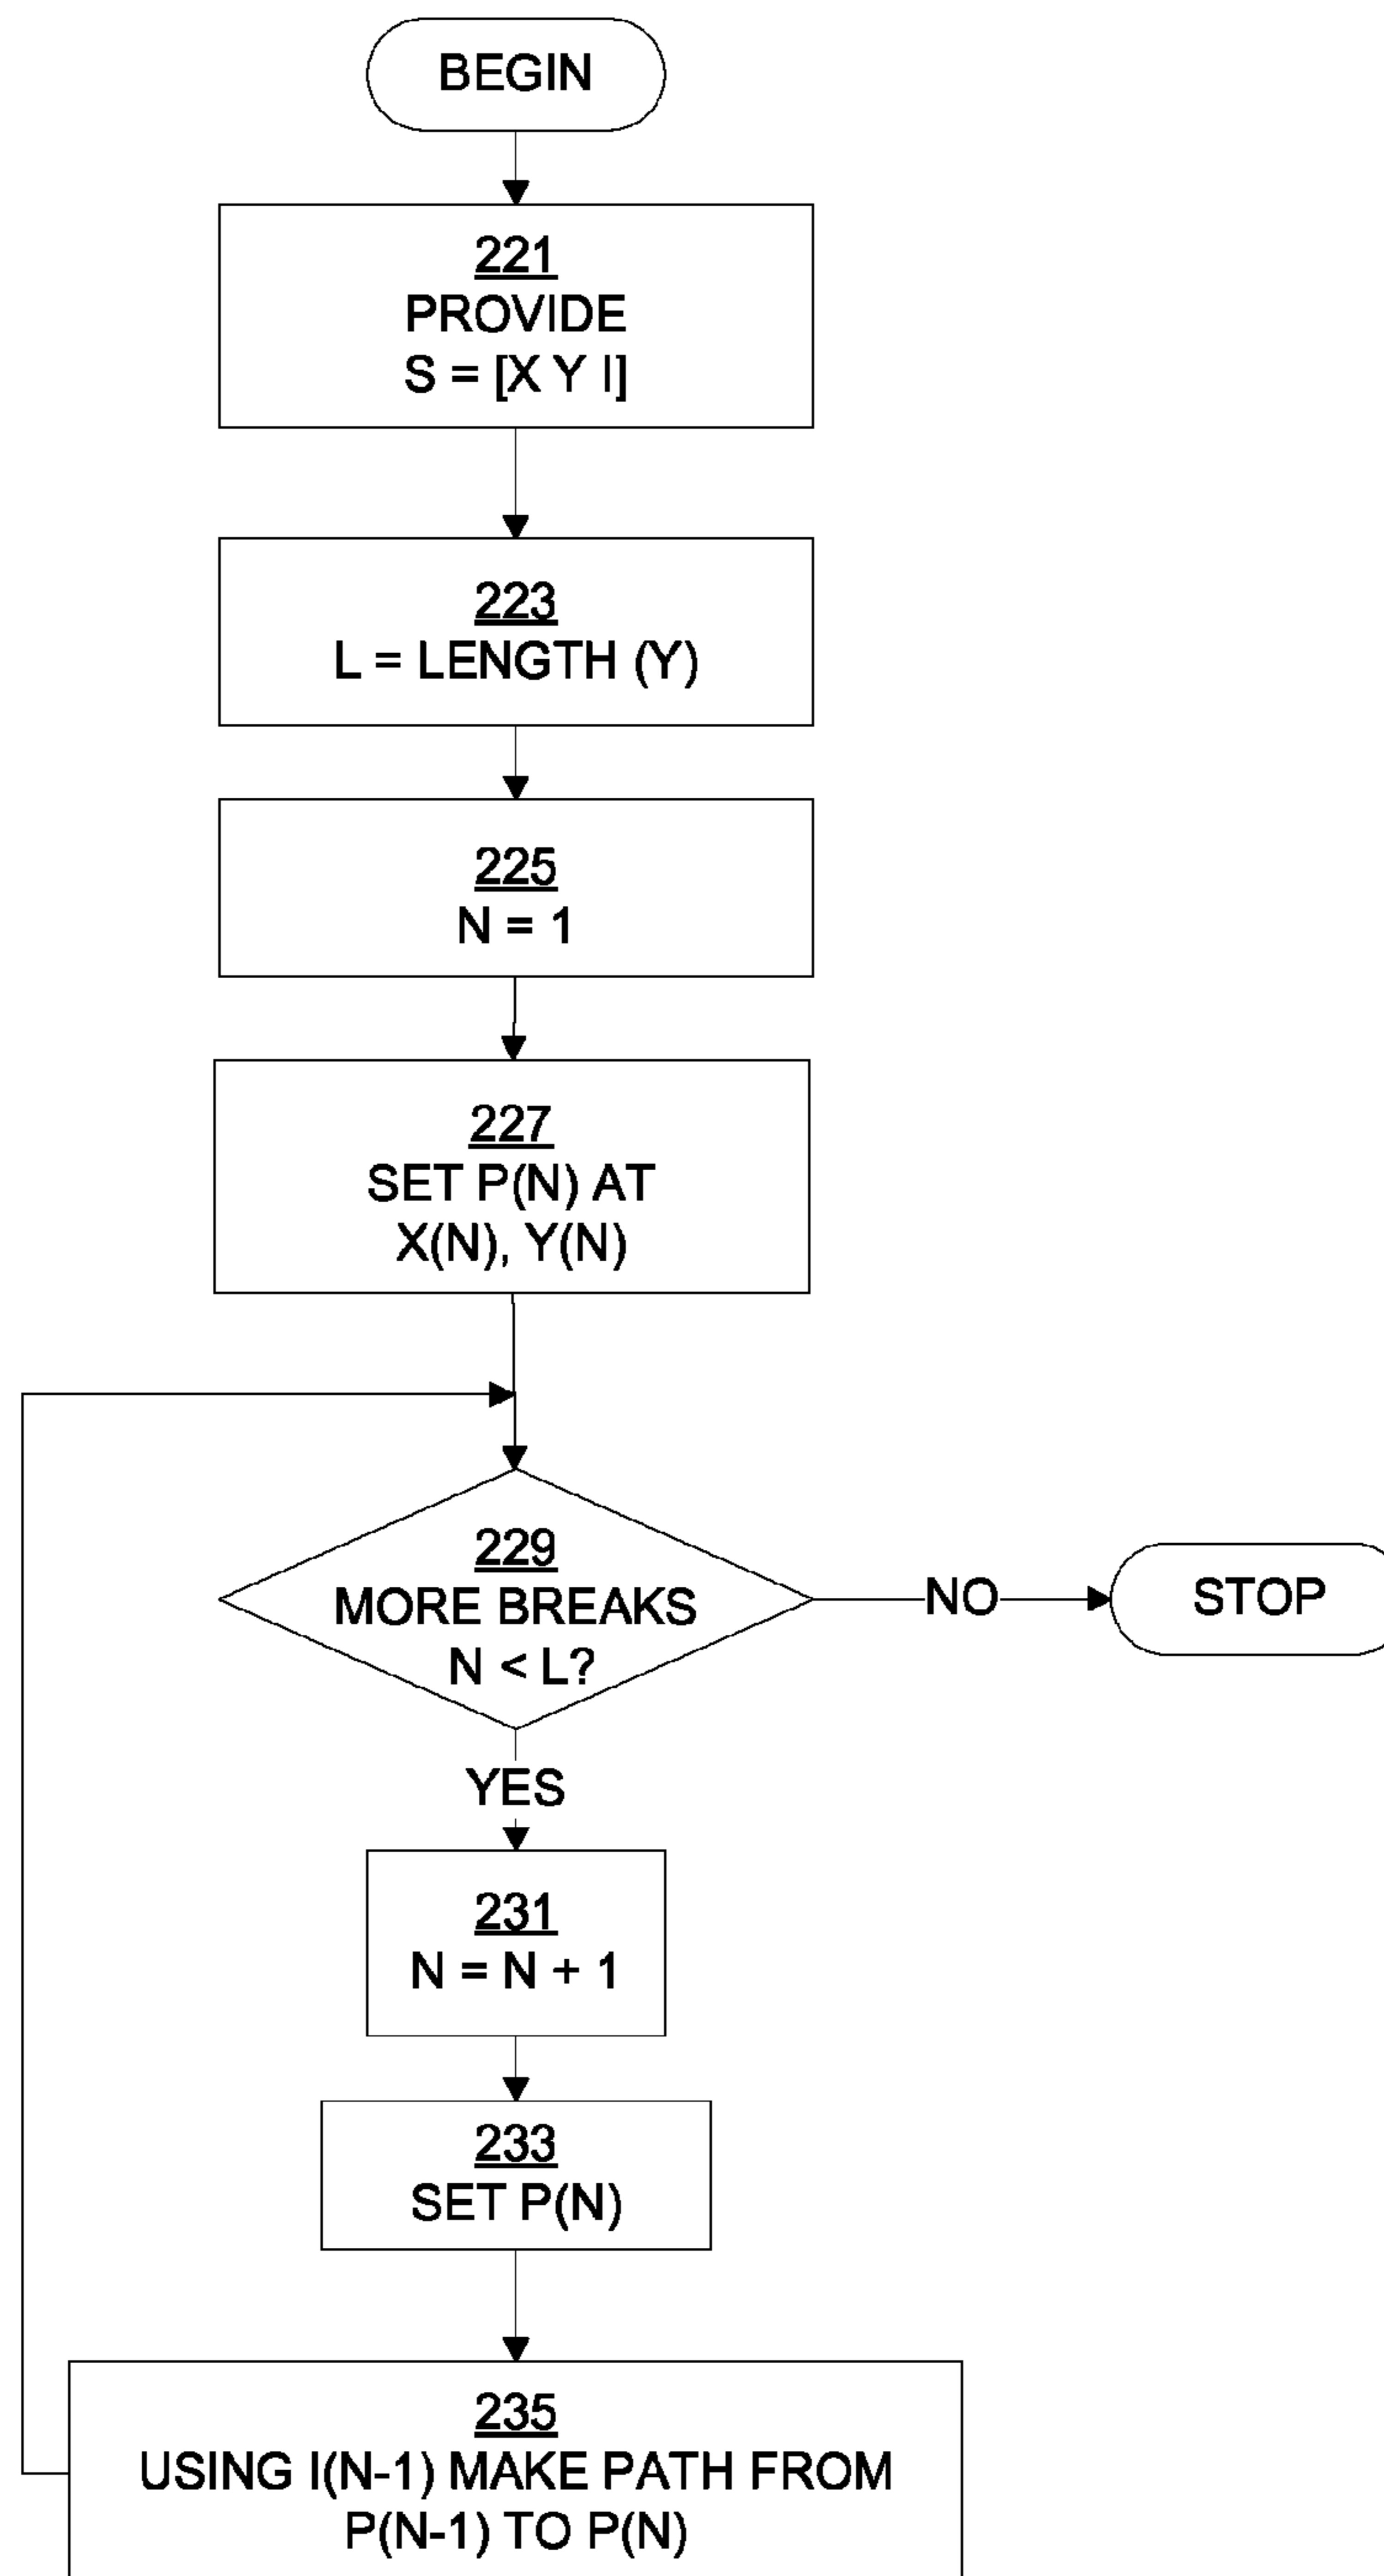 BEGIN
221
PROVIDE
S = [X Y I]
223
L = LENGTH (Y)
225
N = 1
227
SET P(N) AT
X(N), Y(N)
229
MORE BREAKS
N < L?
NO
STOP
YES
231
N = N + 1
233
SET P(N)
235
USING I(N-1) MAKE PATH FROM
P(N-1) TO P(N)